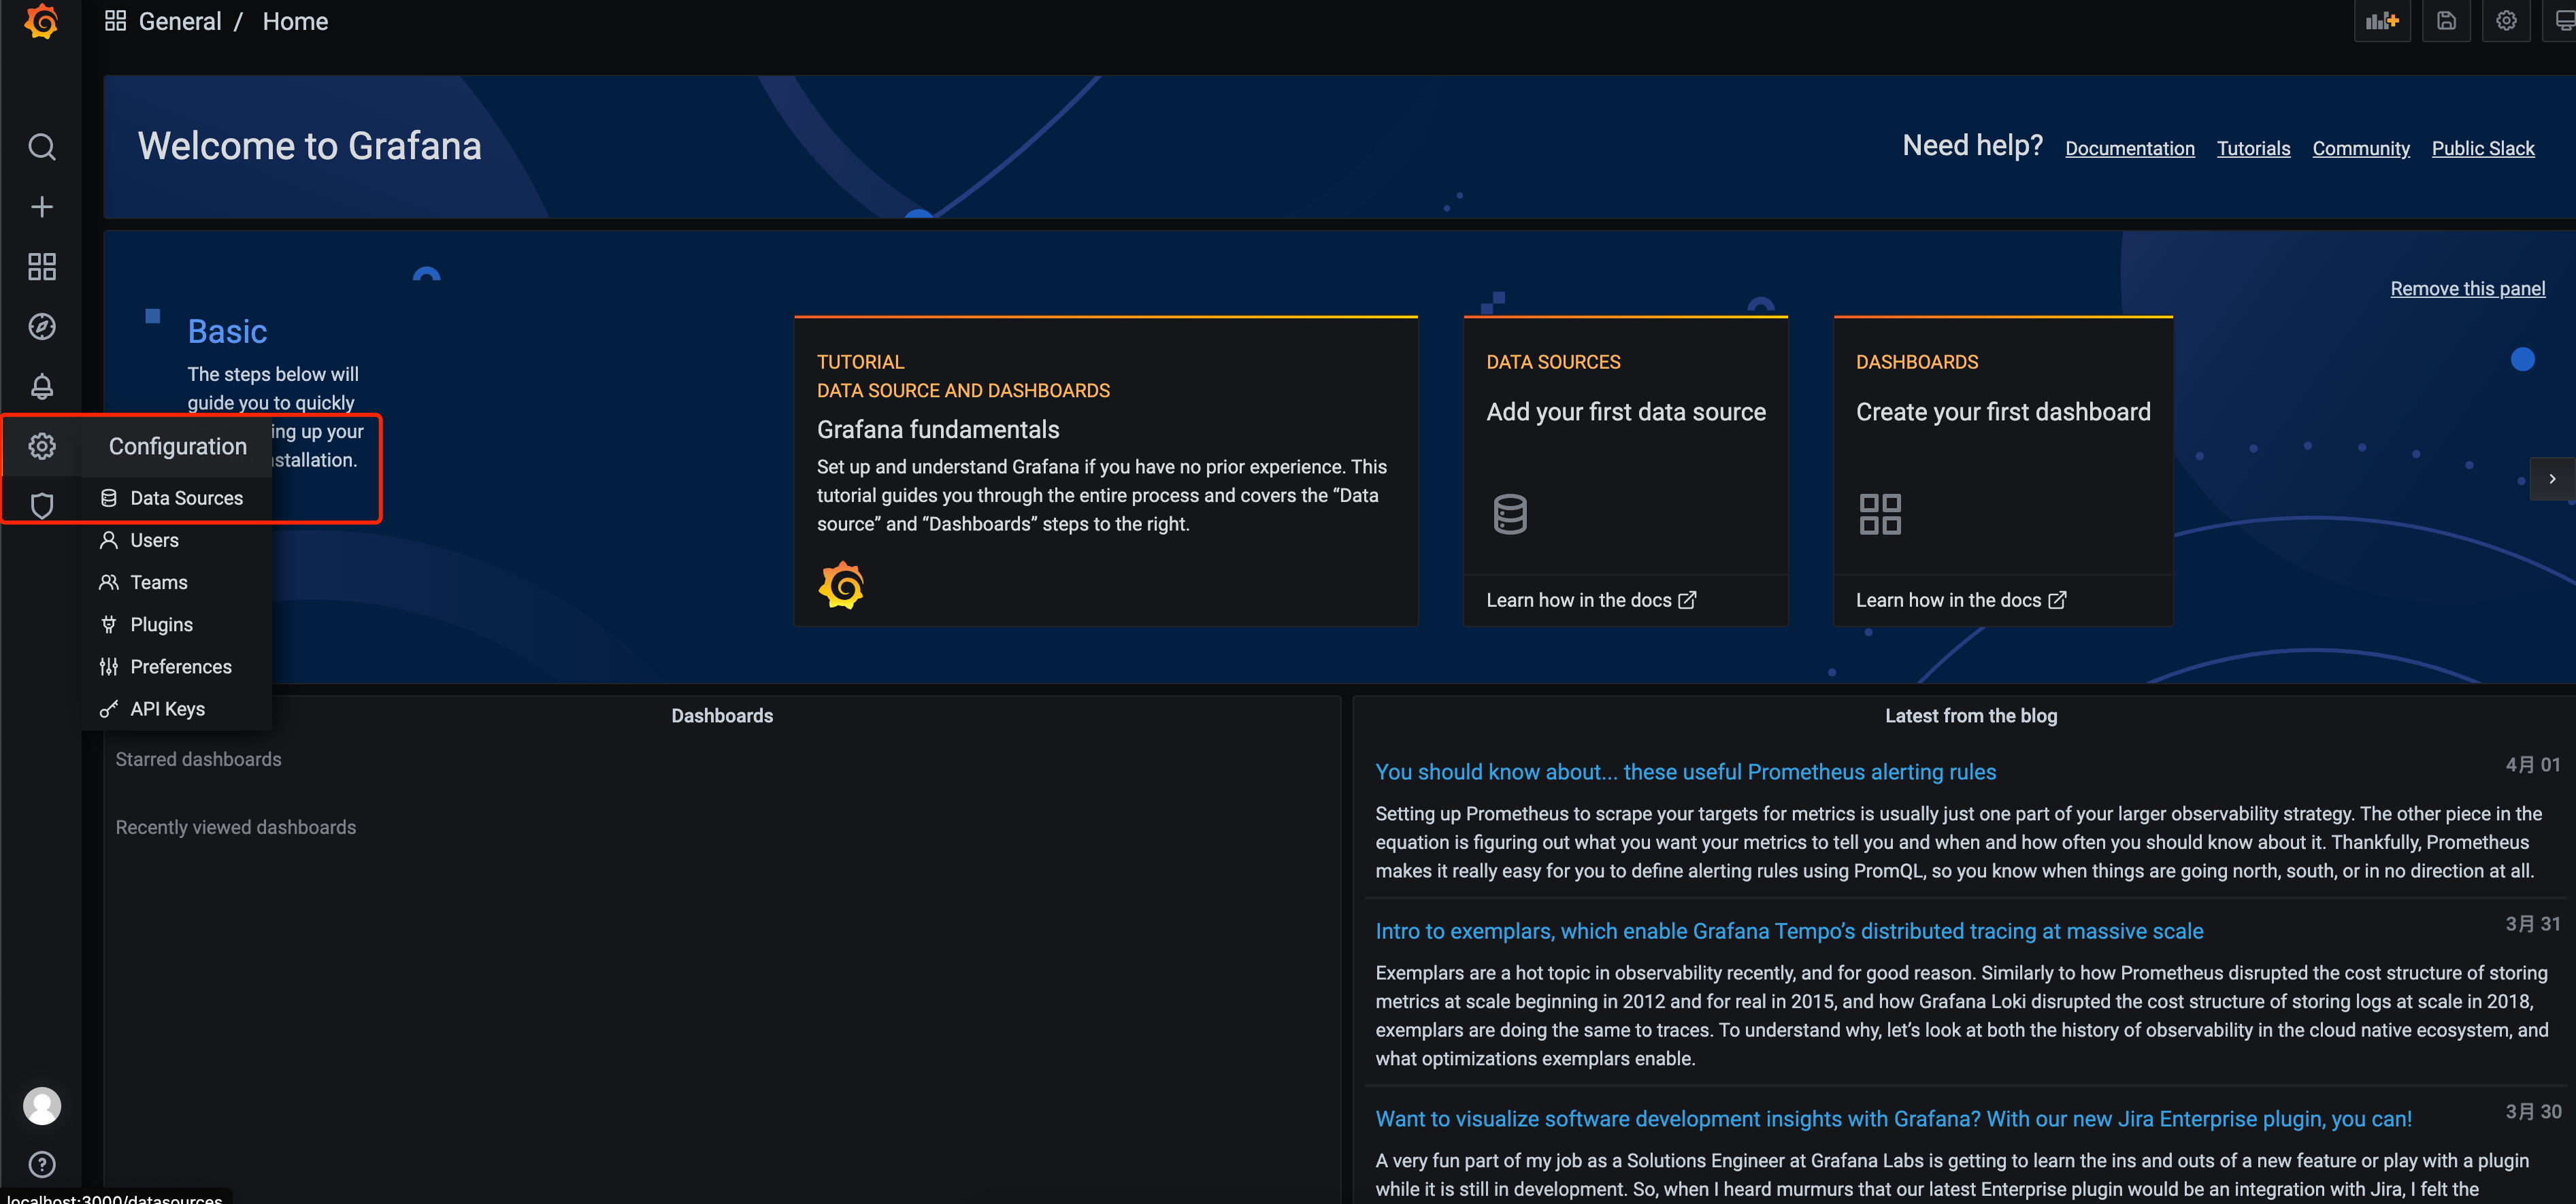 General / Home
Welcome to Grafana
Need help? Documentation Tutorials Community Public Slack
Remove this panel
Basic
The steps below will
guide you to quickly
ing up your
stallation.
TUTORIAL
DATA SOURCE AND DASHBOARDS
Grafana fundamentals
Set up and understand Grafana if you have no prior experience. This
tutorial guides you through the entire process and covers the “Data
source” and “Dashboards” steps to the right.
DATA SOURCES
Add your first data source
Learn how in the docs
DASHBOARDS
Create your first dashboard
Learn how in the docs
Configuration
Data Sources
Users
Teams
Plugins
Preferences
API Keys
Dashboards
Starred dashboards
Recently viewed dashboards
Latest from the blog
You should know about... these useful Prometheus alerting rules
4月 01
Setting up Prometheus to scrape your targets for metrics is usually just one part of your larger observability strategy. The other piece in the
equation is figuring out what you want your metrics to tell you and when and how often you should know about it. Thankfully, Prometheus
makes it really easy for you to define alerting rules using PromQL, so you know when things are going north, south, or in no direction at all.
Intro to exemplars, which enable Grafana Tempo’s distributed tracing at massive scale
3月 31
Exemplars are a hot topic in observability recently, and for good reason. Similarly to how Prometheus disrupted the cost structure of storing
metrics at scale beginning in 2012 and for real in 2015, and how Grafana Loki disrupted the cost structure of storing logs at scale in 2018,
exemplars are doing the same to traces. To understand why, let’s look at both the history of observability in the cloud native ecosystem, and
what optimizations exemplars enable.
Want to visualize software development insights with Grafana? With our new Jira Enterprise plugin, you can!
3月 30
A very fun part of my job as a Solutions Engineer at Grafana Labs is getting to learn the ins and outs of a new feature or play with a plugin
while it is still in development. So, when I heard murmurs that our latest Enterprise plugin would be an integration with Jira, I felt the
localhost:3000/datasources